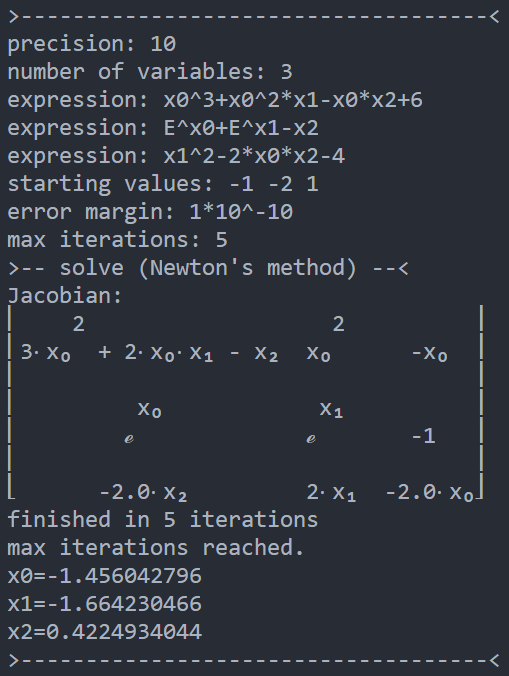 >-----------------------------------<
precision: 10
number of variables: 3
expression: x0^3+x0^2*x1-x0*x2+6
expression: E^x0+E^x1-x2
expression: x1^2-2*x0*x2-4
starting values: -1 -2 1
error margin: 1*10^-10
max iterations: 5
>-- solve (Newton's method) --<
Jacobian:
⎡    2                   2          ⎤
⎢3⋅x₀  + 2⋅x₀⋅x₁ - x₂  x₀      -x₀  ⎥
⎢                                   ⎥
⎢         x₀            x₁          ⎥
⎢        ℯ             ℯ       -1   ⎥
⎢                                   ⎥
⎣      -2.0⋅x₂         2⋅x₁  -2.0⋅x₀⎦
finished in 5 iterations
max iterations reached.
x0=-1.456042796
x1=-1.664230466
x2=0.4224934044
>-----------------------------------<